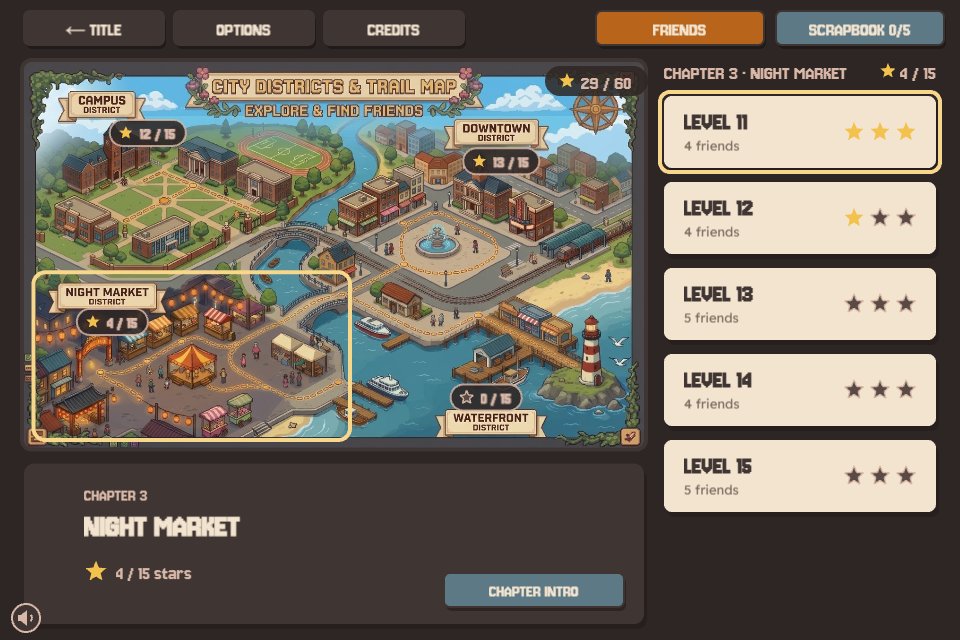 ← TITLE
OPTIONS
CREDITS
FRIENDS
SCRAPBOOK 0/5
CITY DISTRICTS & TRAIL MAP
EXPLORE & FIND FRIENDS
29 / 60
CAMPUS
DISTRICT
12 / 15
DOWNTOWN
DISTRICT
13 / 15
NIGHT MARKET
DISTRICT
4 / 15
0 / 15
WATERFRONT
DISTRICT
CHAPTER 3 · NIGHT MARKET
4 / 15
LEVEL 11
4 friends
LEVEL 12
4 friends
LEVEL 13
5 friends
LEVEL 14
4 friends
LEVEL 15
5 friends
CHAPTER 3
NIGHT MARKET
4 / 15 stars
CHAPTER INTRO